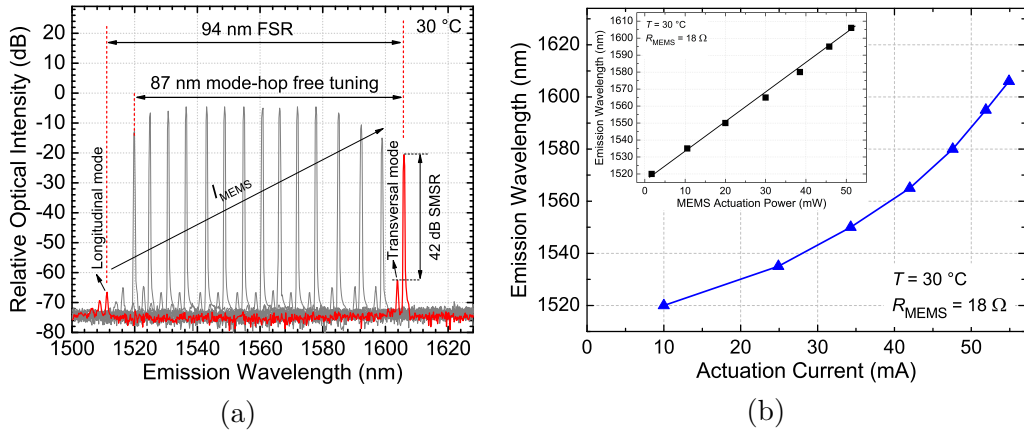 94 nm FSR
30 °C
87 nm mode-hop free tuning
Longitudinal mode
I_MEMS
Transversal mode
42 dB SMSR
Relative Optical Intensity (dB)
20
10
0
-10
-20
-30
-40
-50
-60
-70
-80
1500 1520 1540 1560 1580 1600 1620
Emission Wavelength (nm)
(a)
Emission Wavelength (nm)
1620
1600
1580
1560
1540
1520
0 10 20 30 40 50
Actuation Current (mA)
T = 30 °C
R_MEMS = 18 Ω
Emission Wavelength (nm)
1610
1600
1590
1580
1570
1560
1550
1540
1530
1520
0 10 20 30 40 50
MEMS Actuation Power (mW)
T = 30 °C
R_MEMS = 18 Ω
(b)